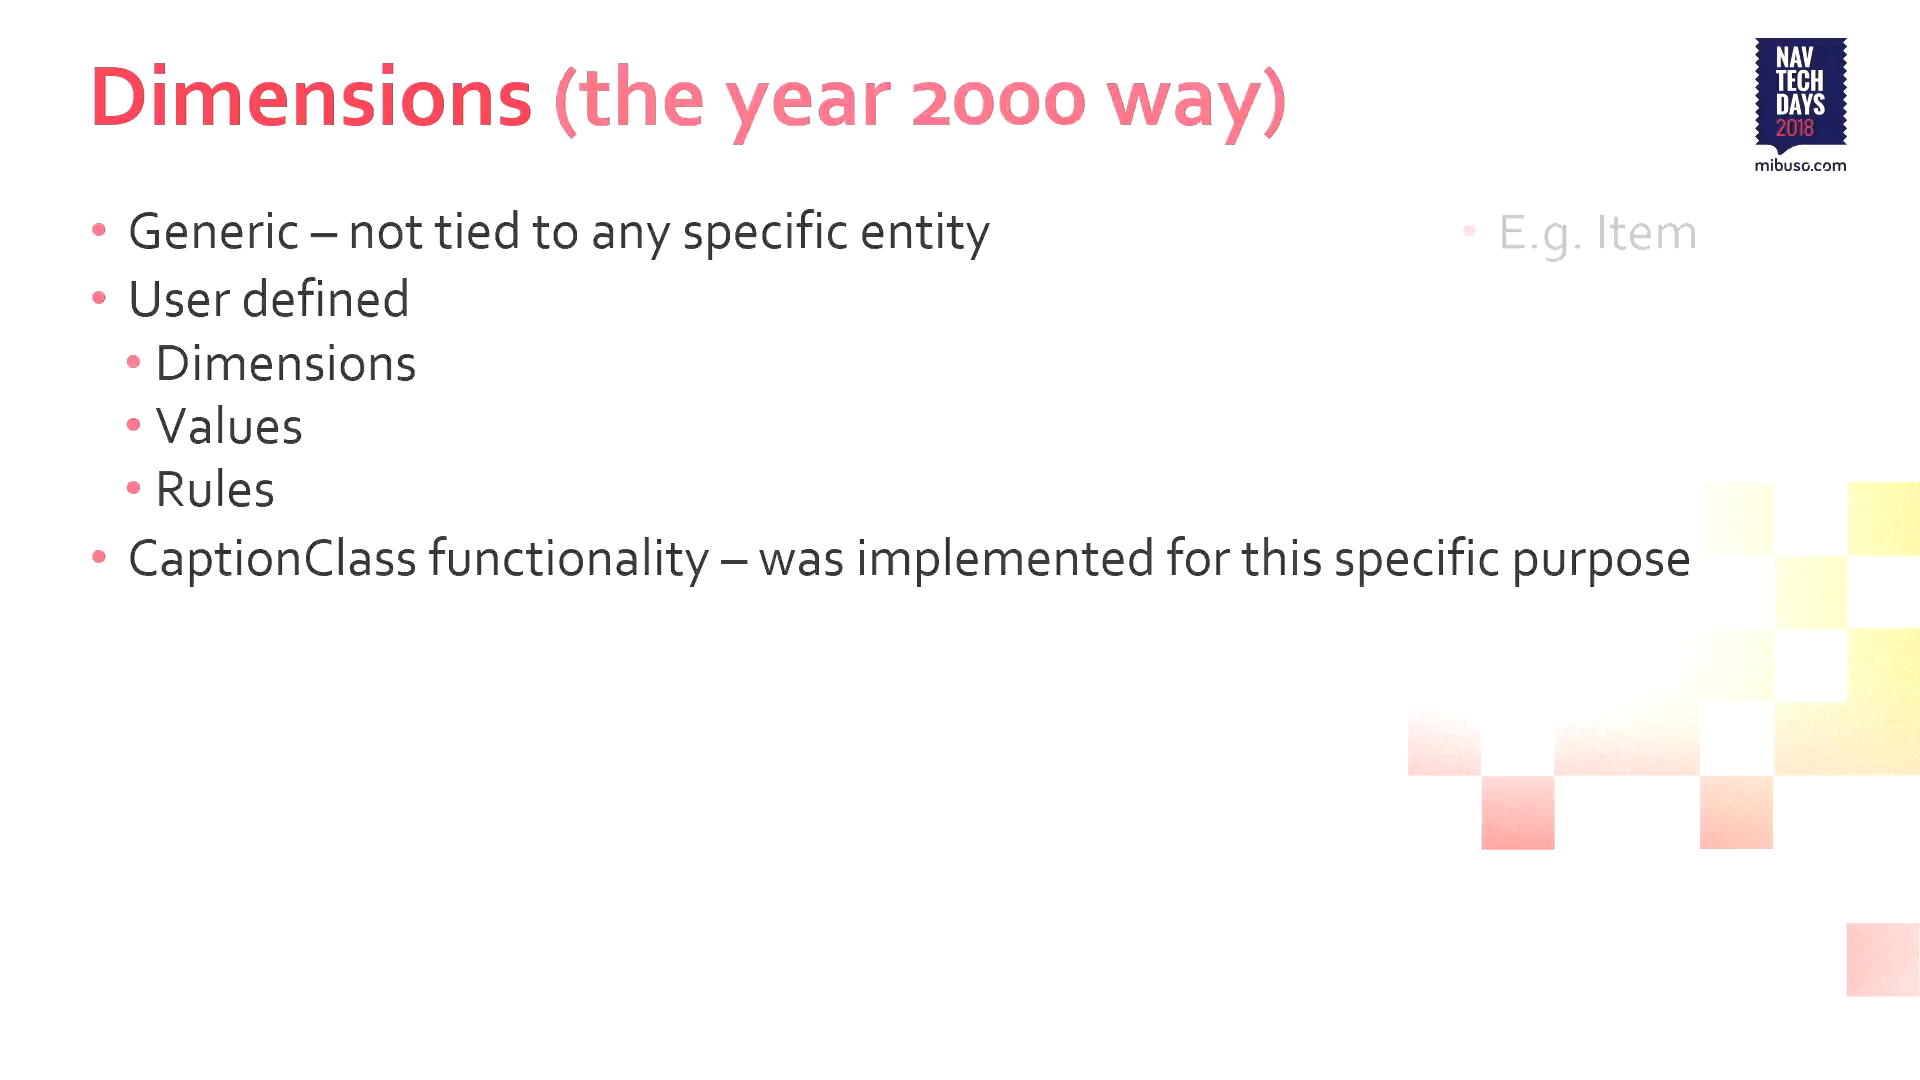 Dimensions (the year 2000 way)
NAV
TECH
DAYS
2018
mibuso.com
• Generic – not tied to any specific entity
• E.g. Item
• User defined
• Dimensions
• Values
• Rules
• CaptionClass functionality – was implemented for this specific purpose